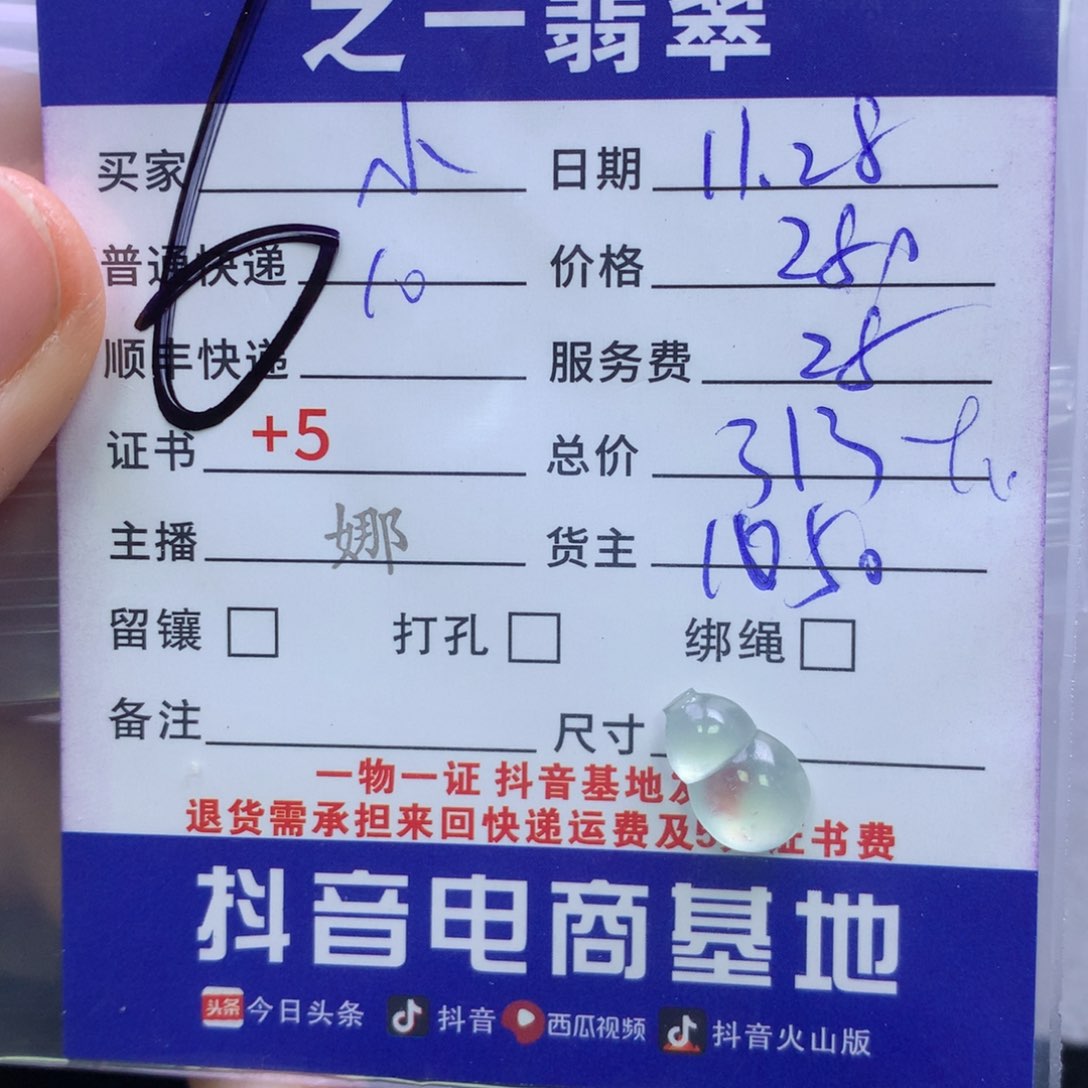 之一翡翠
买家 小 日期 11.28
普通快递 10 价格 280
顺丰快递 服务费 28
证书 +5 总价 313
主播 娜 货主 1050
留镶 打孔 绑绳
备注 尺寸
一物一证 抖音基地
退货需承担来回快递运费及5 证书费
抖音电商基地
头条 今日头条 抖音 西瓜视频 抖音火山版